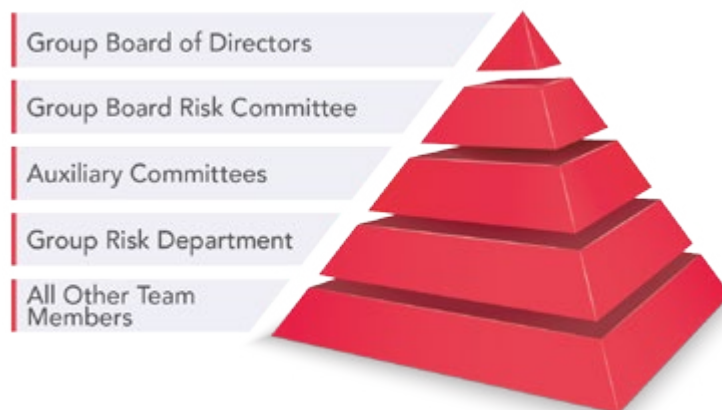 Group Board of Directors
Group Board Risk Committee
Auxiliary Committees
Group Risk Department
All Other Team
Members